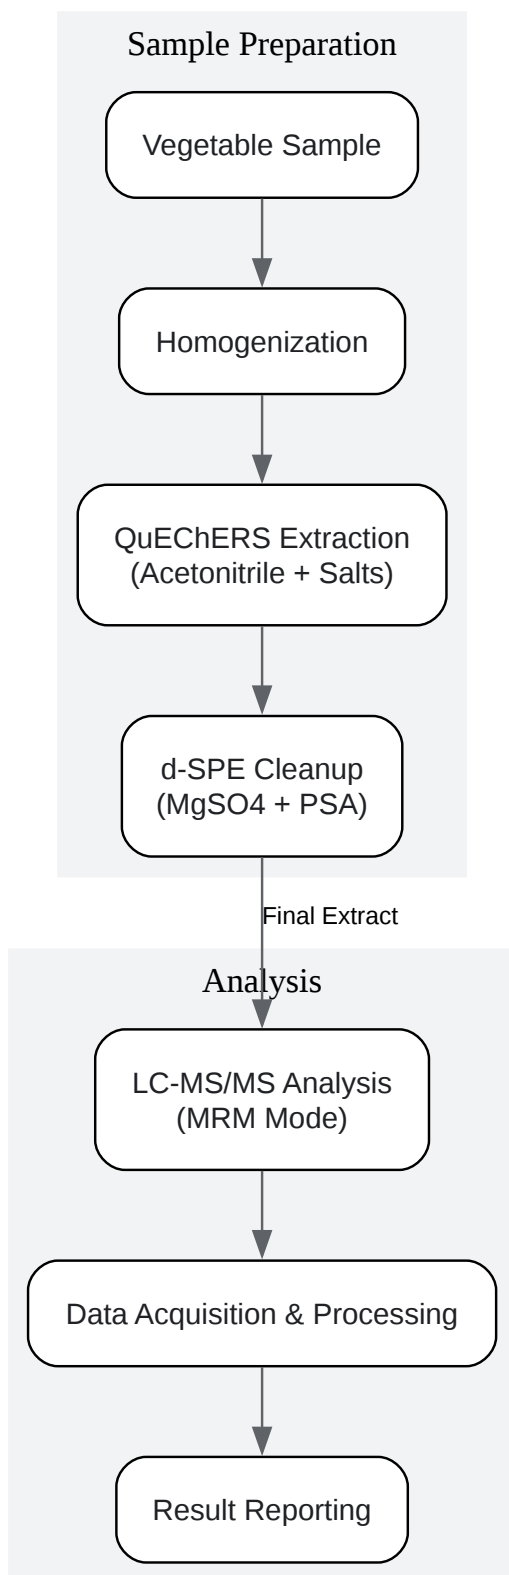 Sample Preparation
Vegetable Sample
Homogenization
QuEChERS Extraction
(Acetonitrile + Salts)
d-SPE Cleanup
(MgSO4 + PSA)
Final Extract
Analysis
LC-MS/MS Analysis
(MRM Mode)
Data Acquisition & Processing
Result Reporting